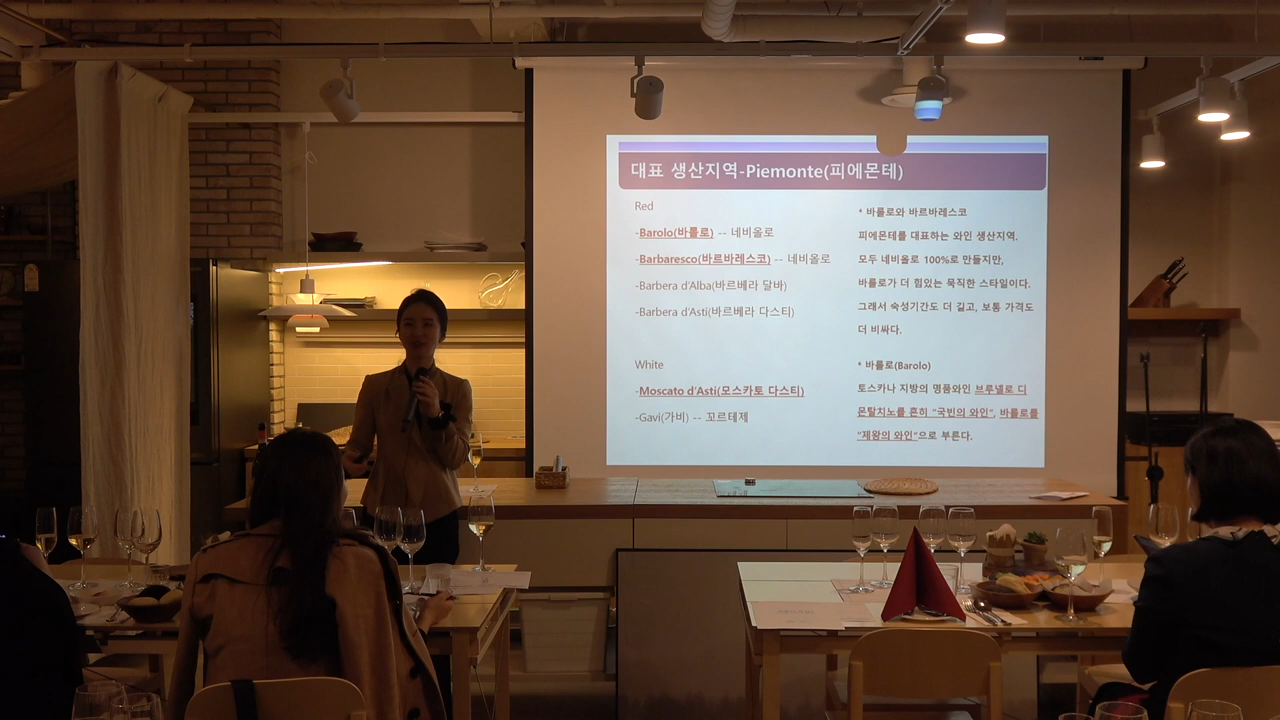 대표 생산지역-Piemonte(피에몬테)
Red
-Barolo(바롤로) -- 네비올로
-Barbaresco(바르바레스코) -- 네비올로
-Barbera d'Alba(바르베라 달바)
-Barbera d'Asti(바르베라 다스티)
White
-Moscato d'Asti(모스카토 다스티)
-Gavi(가비) -- 꼬르테제
* 바롤로와 바르바레스코
피에몬테를 대표하는 와인 생산지역.
모두 네비올로 100%로 만들지만,
바롤로가 더 힘있는 묵직한 스타일이다.
그래서 숙성기간도 더 길고, 보통 가격도
더 비싸다.
* 바롤로(Barolo)
토스카나 지방의 명품와인 브루넬로 디
몬탈치노를 흔히 "국빈의 와인", 바롤로를
"제왕의 와인"으로 부른다.